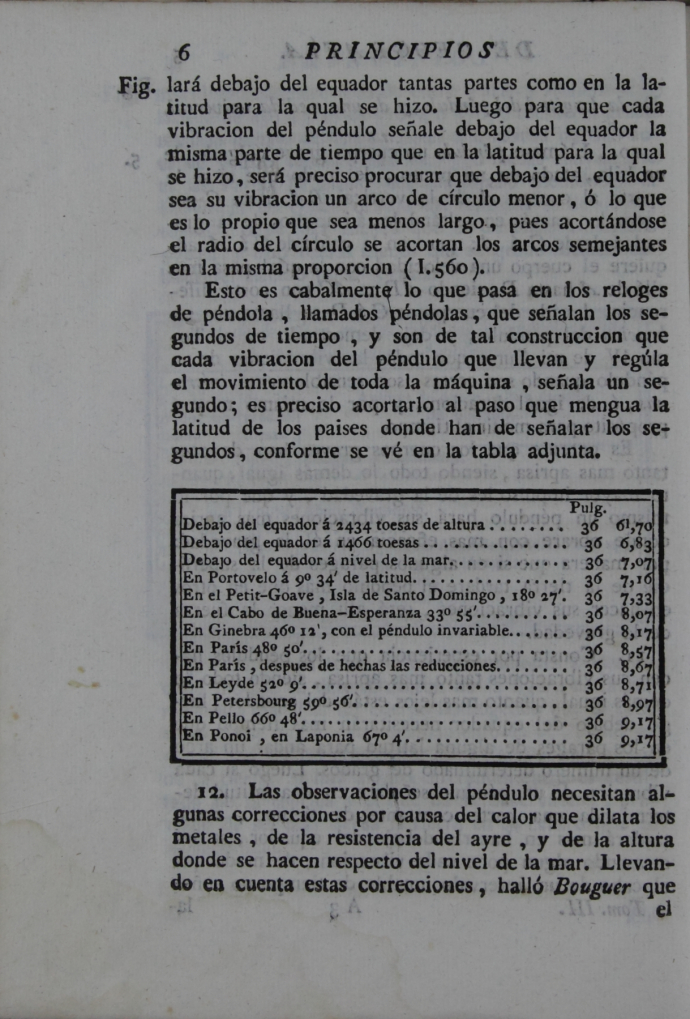 6 PRINCIPIOS
Fig. lará debajo del equador tantas partes como en la la-
titud para la qual se hizo. Luego para que cada
vibracion del péndulo señale debajo del equador la
misma parte de tiempo que en la latitud para la qual
se hizo, será preciso procurar que debajo del equador
sea su vibracion un arco de círculo menor, ó lo que
es lo propio que sea menos largo, pues acortándose
el radio del círculo se acortan los arcos semejantes
en la misma proporcion (I. 560).
Esto es cabalmente lo que pasa en los reloges
de péndola, llamados péndolas, que señalan los se-
gundos de tiempo, y son de tal construccion que
cada vibracion del péndulo que llevan y regúla
el movimiento de toda la máquina, señala un se-
gundo; es preciso acortarlo al paso que mengua la
latitud de los paises donde han de señalar los se-
gundos, conforme se vé en la tabla adjunta.
Pulg.
Debajo del equador á 2434 toesas de altura ........ 36 61,70
Debajo del equador á 1466 toesas .............. 36 6,83
Debajo del equador á nivel de la mar............ 36 7,07
En Portovelo á 9º 34' de latitud................ 36 7,16
En el Petit-Goave, Isla de Santo Domingo, 18º 27'. 36 7,33
En el Cabo de Buena-Esperanza 33º 55'.......... 36 8,07
En Ginebra 46º 12', con el péndulo invariable....... 36 8,17
En París 48º 50'........................... 36 8,57
En París, despues de hechas las reducciones........ 36 8,67
En Leyde 52º 9'........................... 36 8,71
En Petersbourg 59º 56'...................... 36 8,97
En Pello 66º 48'........................... 36 9,17
En Ponoi, en Laponia 67º 4'................. 36 9,17
12. Las observaciones del péndulo necesitan al-
gunas correcciones por causa del calor que dilata los
metales, de la resistencia del ayre, y de la altura
donde se hacen respecto del nivel de la mar. Llevan-
do en cuenta estas correcciones, halló Bouguer que
el